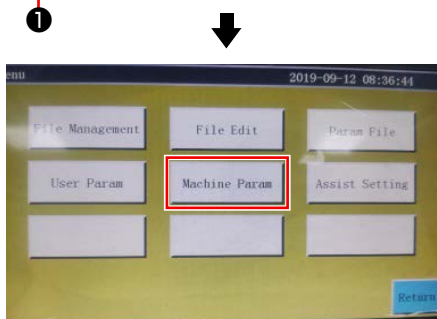 ❶
enu 2019-09-12 08:36:44
File Management File Edit Param File
User Param Machine Param Assist Setting
Return